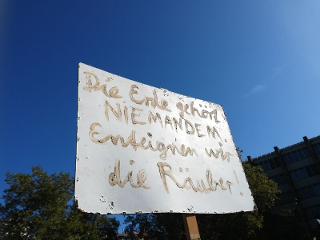 Die Erde gehört
NIEMANDEM
Enteignen wir
die Räuber!